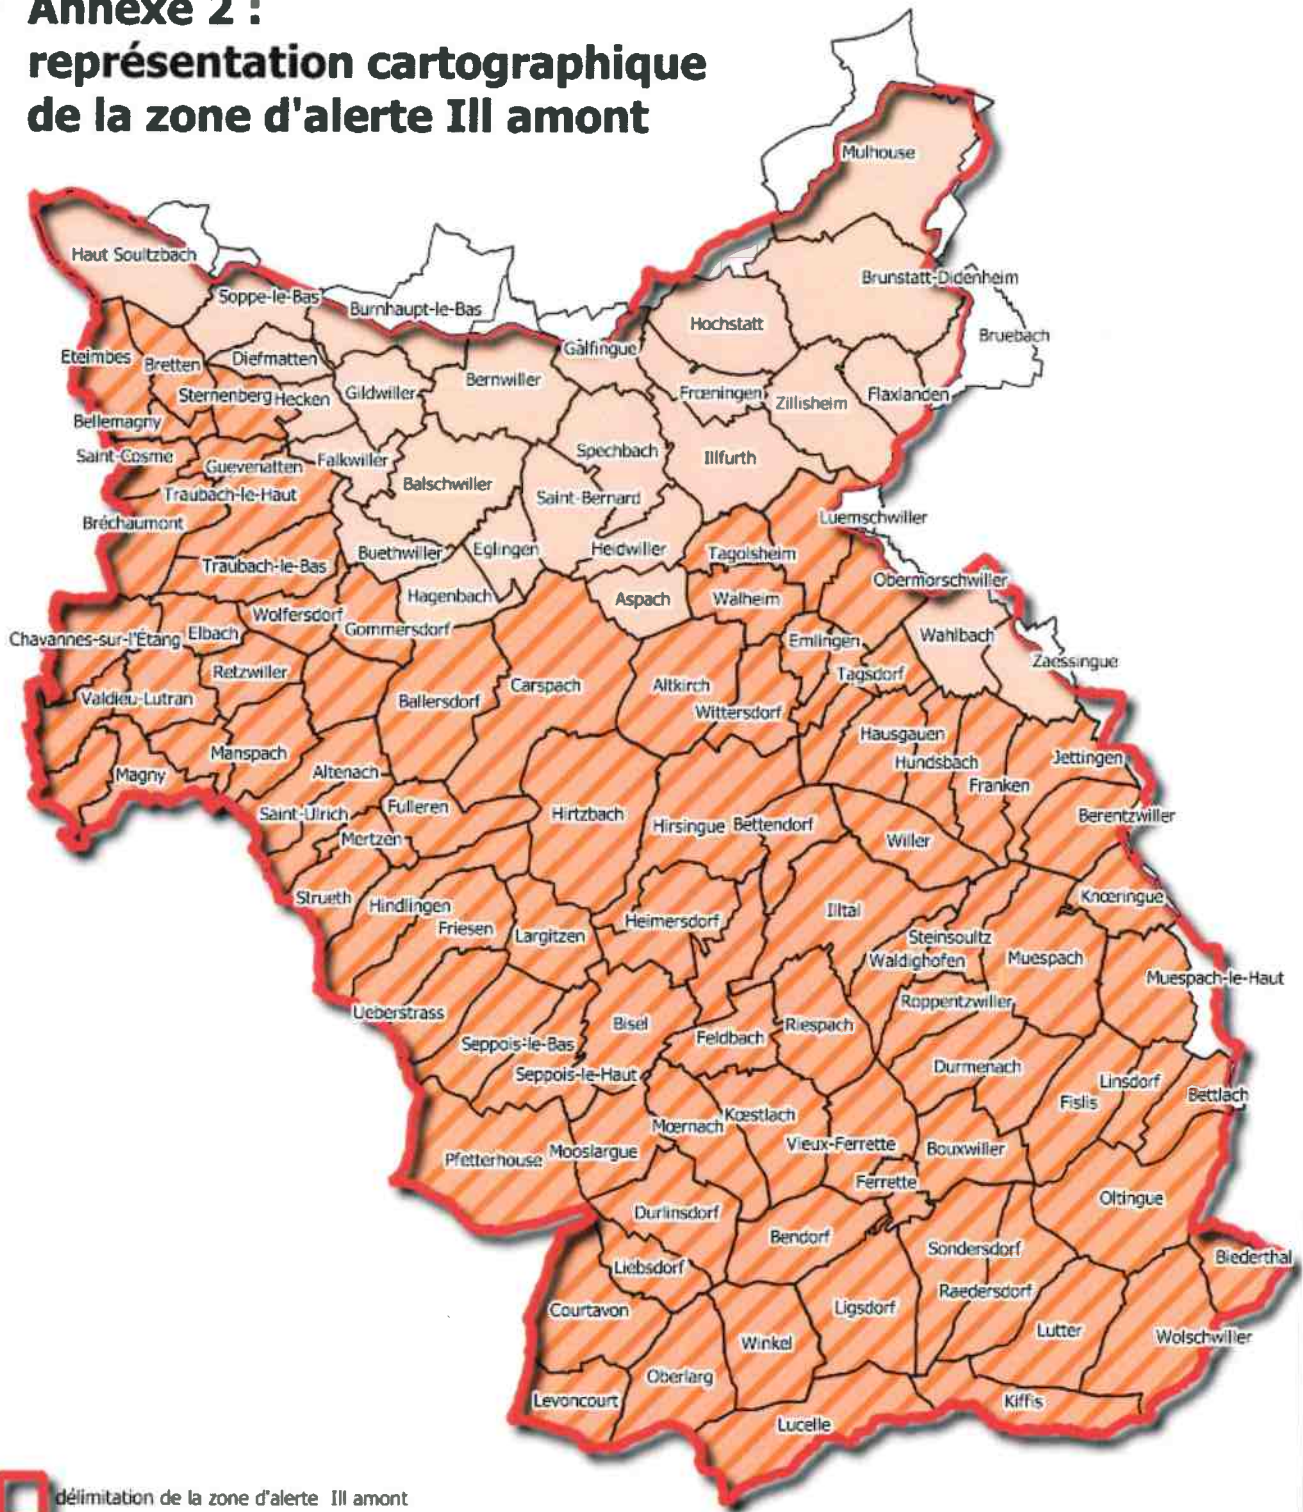 Annexe 2 :
représentation cartographique
de la zone d'alerte Ill amont
Mulhouse
Haut Soultzbach
Brunstatt-Didenheim
Soppe-le-Bas
Burnhaupt-le-Bas
Hochstatt
Bruebach
Galfingue
Eteimbes
Bretten
Diefmatten
Bernwiller
Sternenberg
Hecken
Gildwiller
Frœningen
Zillisheim
Flaxlanden
Bellemagny
Saint-Cosme
Guevenatten
Falkwiller
Spechbach
Illfurth
Balschwiller
Traubach-le-Haut
Saint-Bernard
Bréchaumont
Luemschwiller
Buethwiller
Eglingen
Heidwiller
Tagolsheim
Traubach-le-Bas
Obermorschwiller
Hagenbach
Aspach
Walheim
Wolfersdorf
Chavannes-sur-l'Étang
Elbach
Gommersdorf
Emlingen
Wahlbach
Zaessingue
Retzwiller
Tagsdorf
Valdieu-Lutran
Ballersdorf
Carspach
Altkirch
Wittersdorf
Hausgauen
Manspach
Hundsbach
Jettingen
Magny
Altenach
Franken
Saint-Ulrich
Fulleren
Hirtzbach
Hirsingue
Bettendorf
Berentzwiller
Mertzen
Willer
Strueth
Hindlingen
Knœringue
Friesen
Largitzen
Heimersdorf
Illtal
Steinsoultz
Waldighofen
Muespach
Muespach-le-Haut
Ueberstrass
Bisel
Riespach
Roppentzwiller
Seppois-le-Bas
Feldbach
Seppois-le-Haut
Durmenach
Linsdorf
Bettlach
Fislis
Mœrnach
Kœstlach
Pfetterhouse
Mooslargue
Vieux-Ferrette
Bouxwiller
Ferrette
Oltingue
Durlinsdorf
Bendorf
Sondersdorf
Biederthal
Liebsdorf
Raedersdorf
Courtavon
Ligsdorf
Lutter
Wolschwiller
Winkel
Oberlarg
Levoncourt
Kiffis
Lucelle
délimitation de la zone d'alerte Ill amont